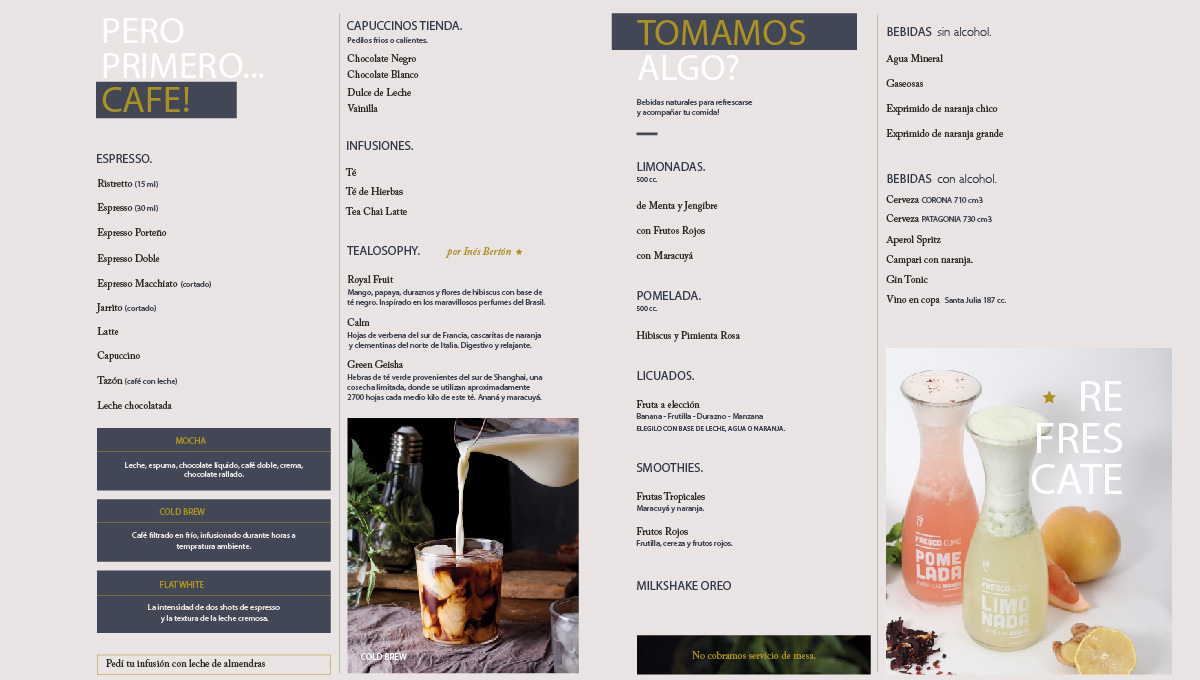 PERO
PRIMERO...
CAFE!
ESPRESSO.
Ristretto (15 ml)
Espresso (30 ml)
Espresso Porteño
Espresso Doble
Espresso Macchiato (cortado)
Jarrito (cortado)
Latte
Capuccino
Tazón (café con leche)
Leche chocolatada
MOCHA
Leche, espuma, chocolate líquido, café doble, crema,
chocolate rallado.
COLD BREW
Café filtrado en frío, infusionado durante horas a
tempratura ambiente.
FLAT WHITE
La intensidad de dos shots de espresso
y la textura de la leche cremosa.
Pedí tu infusión con leche de almendras
CAPUCCINOS TIENDA.
Pedilos fríos o calientes.
Chocolate Negro
Chocolate Blanco
Dulce de Leche
Vainilla
INFUSIONES.
Té
Té de Hierbas
Tea Chai Latte
TEALOSOPHY. por Inés Bertón
Royal Fruit
Mango, papaya, duraznos y flores de hibiscus con base de
té negro. Inspirado en los maravillosos perfumes del Brasil.
Calm
Hojas de verbena del sur de Francia, cascaritas de naranja
y clementinas del norte de Italia. Digestivo y relajante.
Green Geisha
Hebras de té verde provenientes del sur de Shanghai, una
cosecha limitada, donde se utilizan aproximadamente
2700 hojas cada medio kilo de este té. Ananá y maracuyá.
COLD BREW
TOMAMOS
ALGO?
Bebidas naturales para refrescarse
y acompañar tu comida!
LIMONADAS.
500 cc.
de Menta y Jengibre
con Frutos Rojos
con Maracuyá
POMELADA.
500 cc.
Hibiscus y Pimienta Rosa
LICUADOS.
Fruta a elección
Banana - Frutilla - Durazno - Manzana
ELEGILO CON BASE DE LECHE, AGUA O NARANJA.
SMOOTHIES.
Frutas Tropicales
Maracuyá y naranja.
Frutos Rojos
Frutilla, cereza y frutos rojos.
MILKSHAKE OREO
No cobramos servicio de mesa.
BEBIDAS sin alcohol.
Agua Mineral
Gaseosas
Exprimido de naranja chico
Exprimido de naranja grande
BEBIDAS con alcohol.
Cerveza CORONA 710 cm3
Cerveza PATAGONIA 730 cm3
Aperol Spritz
Campari con naranja.
Gin Tonic
Vino en copa Santa Julia 187 cc.
RE
FRES
CATE
FRESCO COMO
POME
LADA
FRESCO COMO
LIMO
NADA